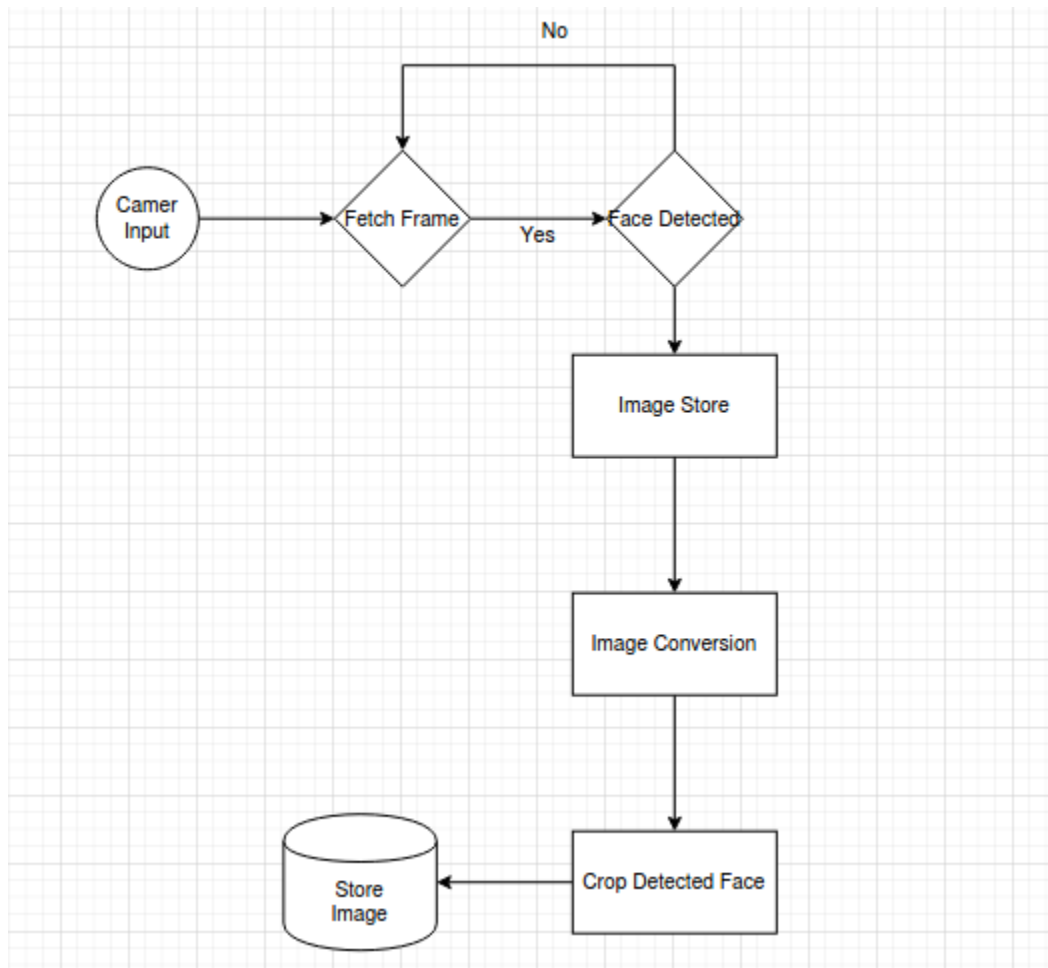 No
Camer
Input
Fetch Frame
Yes
Face Detected
Image Store
Image Conversion
Crop Detected Face
Store
Image